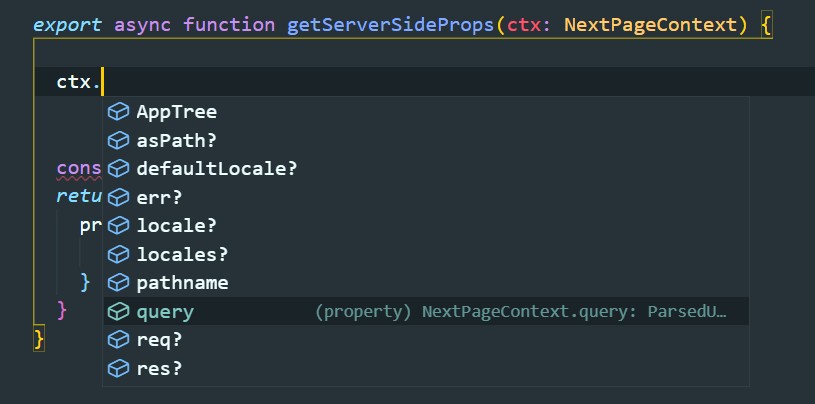 export async function getServerSideProps(ctx: NextPageContext) {
ctx.
AppTree
asPath?
cons defaultLocale?
retu err?
pr locale?
locales?
} pathname
} query (property) NextPageContext.query: ParsedU…
} req?
res?